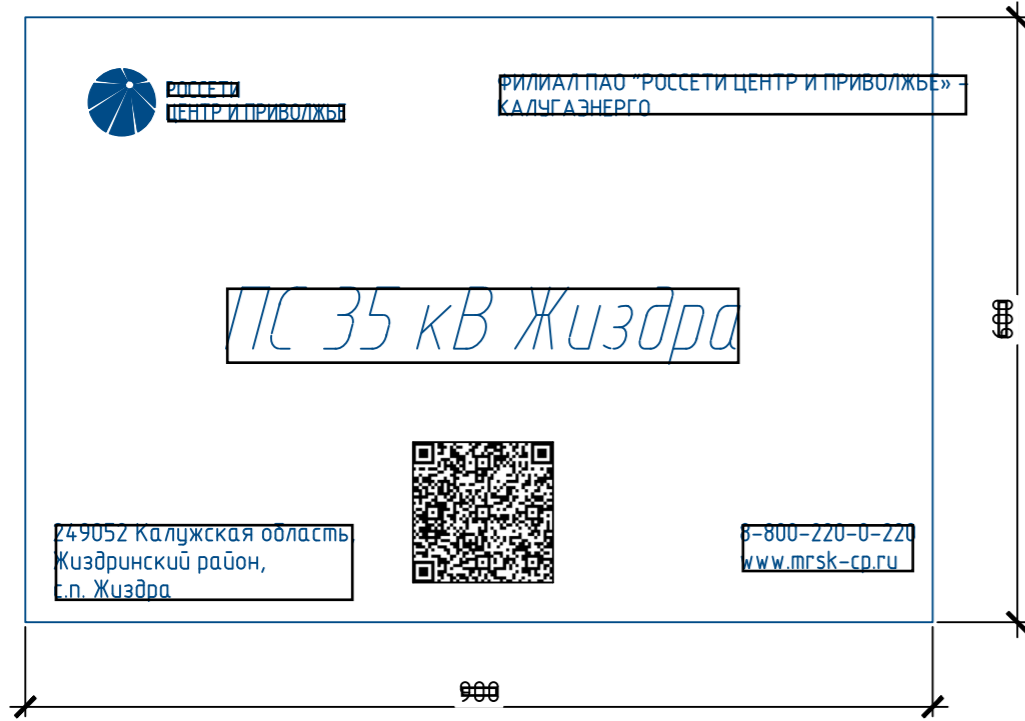 РОССЕТИ
ЦЕНТР И ПРИВОЛЖЬЕ
ФИЛИАЛ ПАО "РОССЕТИ ЦЕНТР И ПРИВОЛЖЬЕ» -
КАЛУГАЭНЕРГО
ПС 35 кВ Жиздра
600
249052 Калужская область,
Жиздринский район,
с.п. Жиздра
8-800-220-0-220
www.mrsk-cp.ru
900